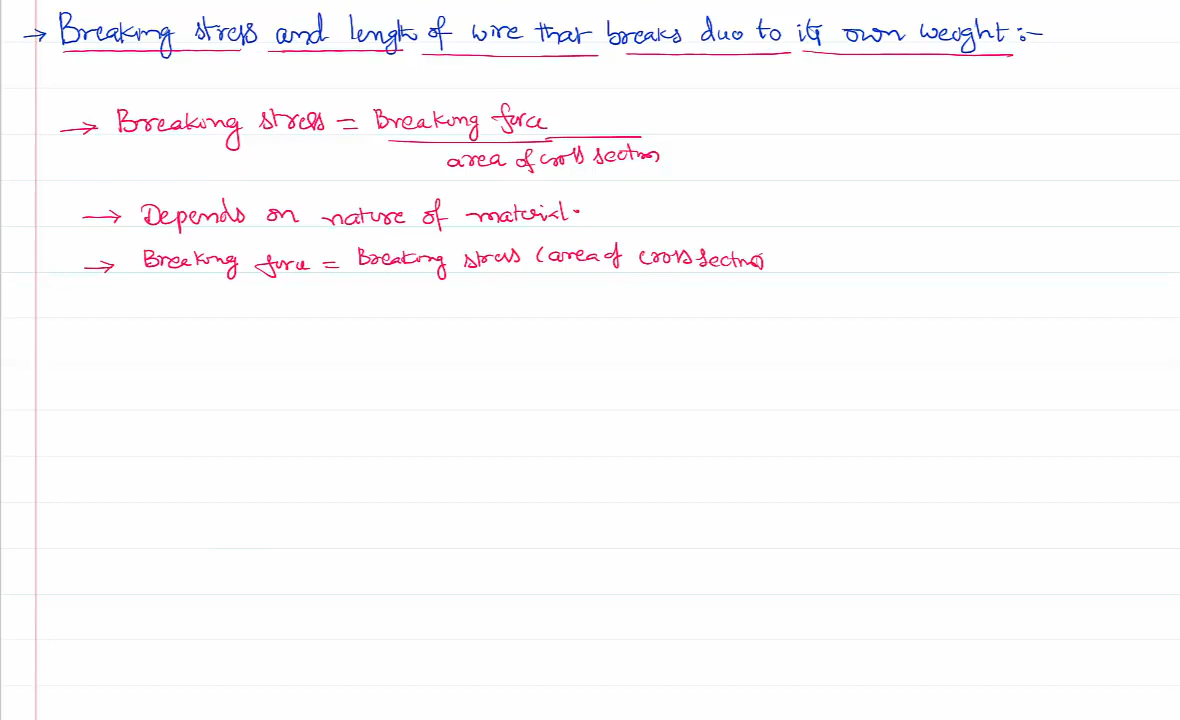 → Breaking stress and length of wire that breaks due to its own weight :-
→ Breaking stress = Breaking force
area of cross section
→ Depends on nature of material.
→ Breaking force = Breaking stress (area of cross section)